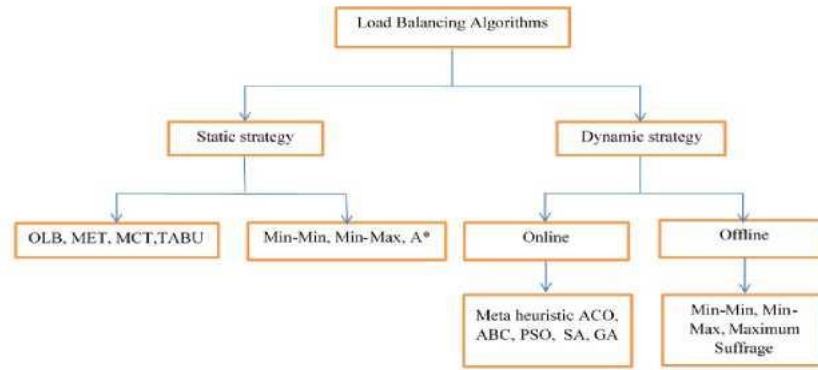 Load Balancing Algorithms
Static strategy
Dynamic strategy
OLB, MET, MCT,TABU
Min-Min, Min-Max, A*
Online
Offline
Meta heuristic ACO,
ABC, PSO, SA, GA
Min-Min, Min-
Max, Maximum
Suffrage